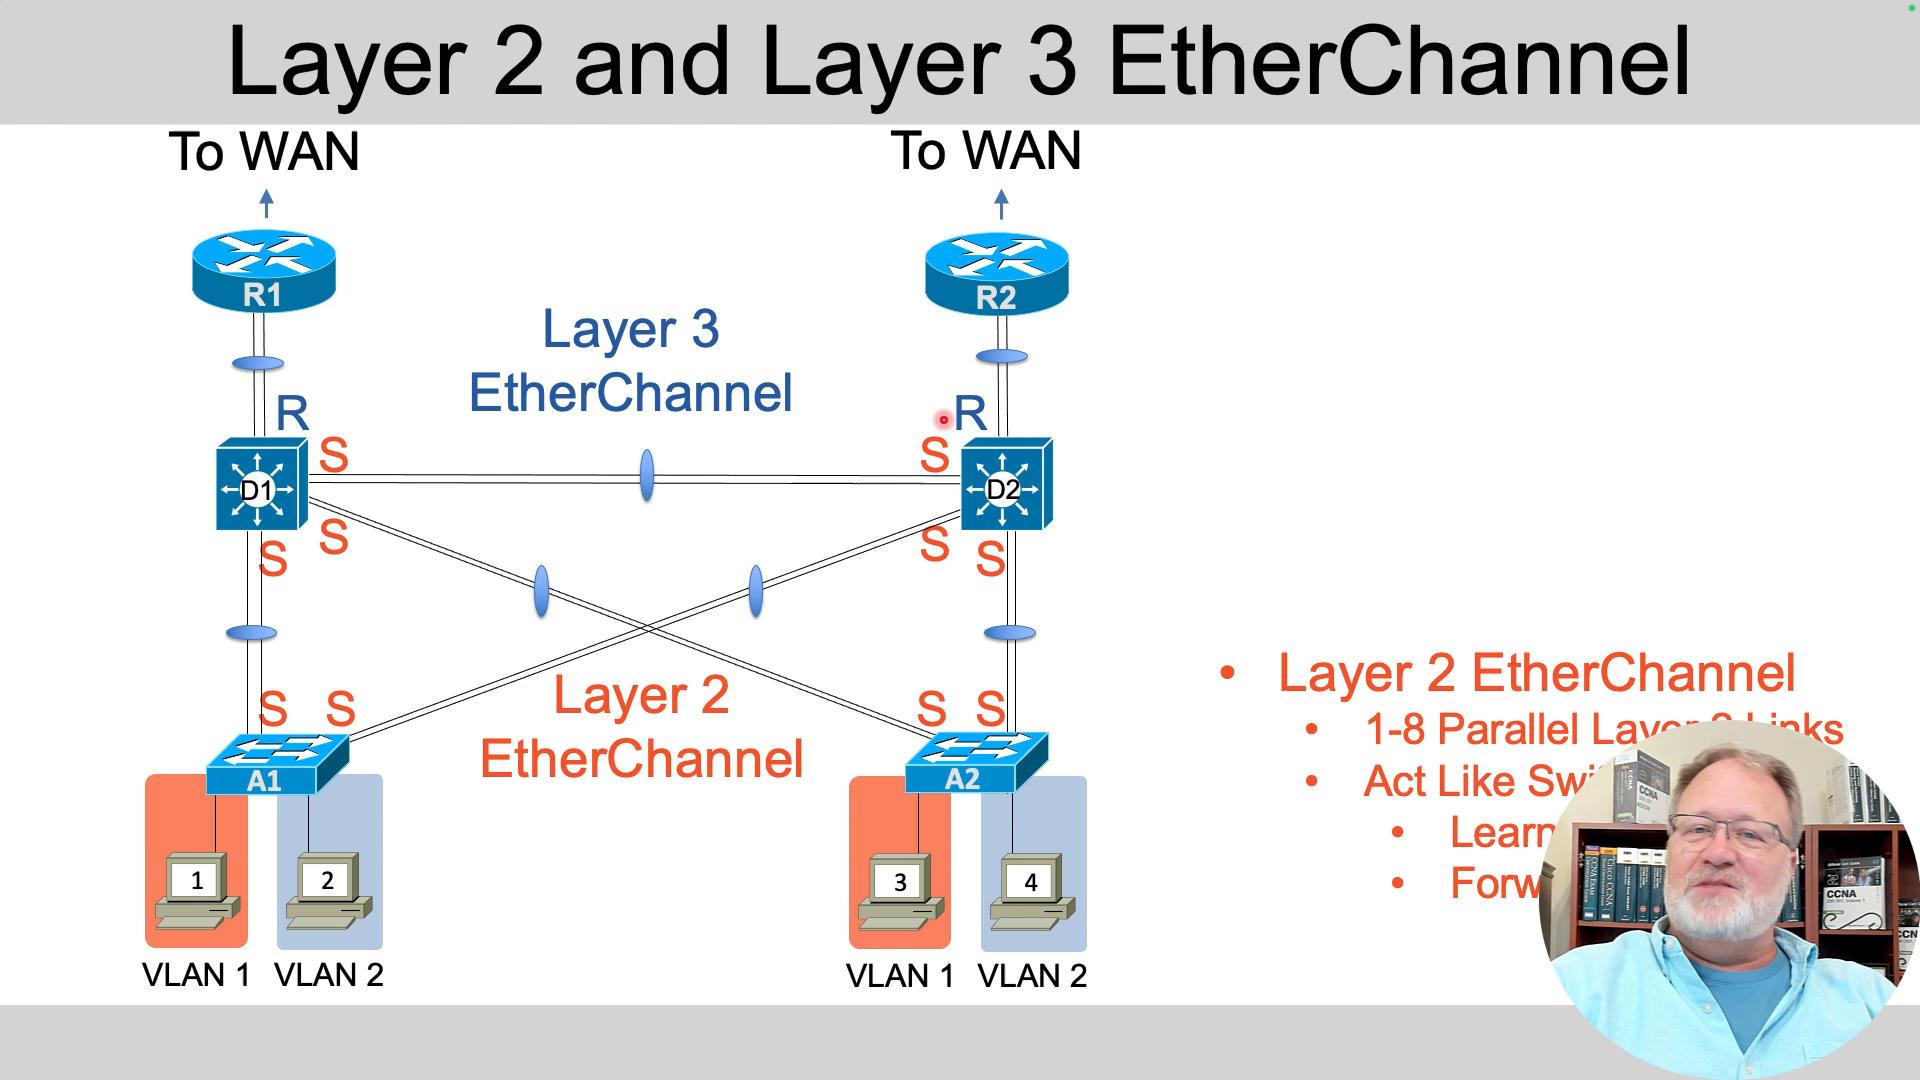 Layer 2 and Layer 3 EtherChannel
To WAN
To WAN
R1
R2
Layer 3
EtherChannel
R
R
S
S
D1
D2
S
S
S
S
Layer 2
EtherChannel
S
S
S
S
A1
A2
1
2
3
4
VLAN 1
VLAN 2
VLAN 1
VLAN 2
• Layer 2 EtherChannel
• 1-8 Parallel
• Act Like
•
•
CCNA
CCNA